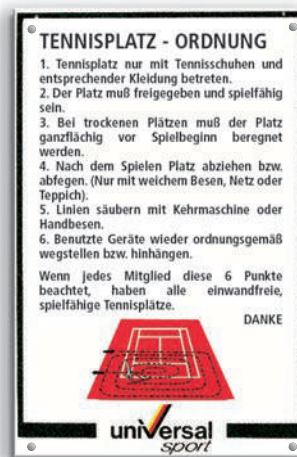 TENNISPLATZ - ORDNUNG
1. Tennisplatz nur mit Tennisschuhen und
entsprechender Kleidung betreten.
2. Der Platz muß freigegeben und spielfähig
sein.
3. Bei trockenen Plätzen muß der Platz
ganzflächig vor Spielbeginn beregnet
werden.
4. Nach dem Spielen Platz abziehen bzw.
abfegen. (Nur mit weichem Besen, Netz oder
Teppich).
5. Linien säubern mit Kehrmaschine oder
Handbesen.
6. Benutzte Geräte wieder ordnungsgemäß
wegstellen bzw. hinhängen.
Wenn jedes Mitglied diese 6 Punkte
beachtet, haben alle einwandfreie,
spielfähige Tennisplätze.
DANKE
universal
sport